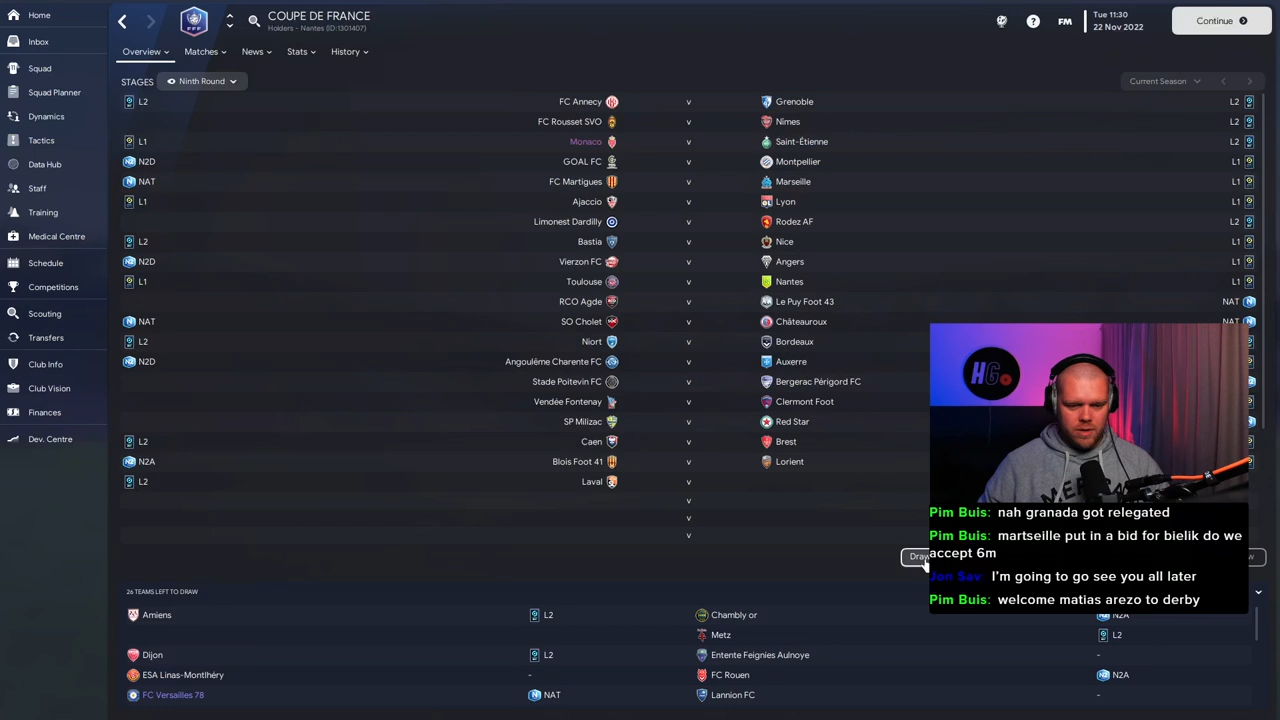 Home
Inbox
Squad
Squad Planner
Dynamics
Tactics
Data Hub
Staff
Training
Medical Centre
Schedule
Competitions
Scouting
Transfers
Club Info
Club Vision
Finances
Dev. Centre
COUPE DE FRANCE
Holders - Nantes (ID:1301407)
FM
Tue 11:30
22 Nov 2022
Continue
Overview Matches News Stats History
STAGES Ninth Round Current Season
L2 FC Annecy v Grenoble L2
FC Rousset SVO v Nîmes L2
L1 Monaco v Saint-Étienne L2
N2D GOAL FC v Montpellier L1
NAT FC Martigues v Marseille L1
L1 Ajaccio v Lyon L1
Limonest Dardilly v Rodez AF L2
L2 Bastia v Nice L1
N2D Vierzon FC v Angers L1
L1 Toulouse v Nantes L1
RCO Agde v Le Puy Foot 43 NAT
NAT SO Cholet v Châteauroux NAT
L2 Niort v Bordeaux
N2D Angoulême Charente FC v Auxerre
Stade Poitevin FC v Bergerac Périgord FC
Vendée Fontenay v Clermont Foot
SP Milizac v Red Star
L2 Caen v Brest
N2A Blois Foot 41 v Lorient
L2 Laval v
v
v
v
HG.
Pim Buis: nah granada got relegated
Pim Buis: martseille put in a bid for bielik do we
accept 6m
Jon Sav: I'm going to go see you all later
Pim Buis: welcome matias arezo to derby
26 TEAMS LEFT TO DRAW
Amiens L2 Chambly or N2A
Metz L2
Dijon L2 Entente Feignies Aulnoye -
ESA Linas-Monthléry - FC Rouen N2A
FC Versailles 78 NAT Lannion FC -